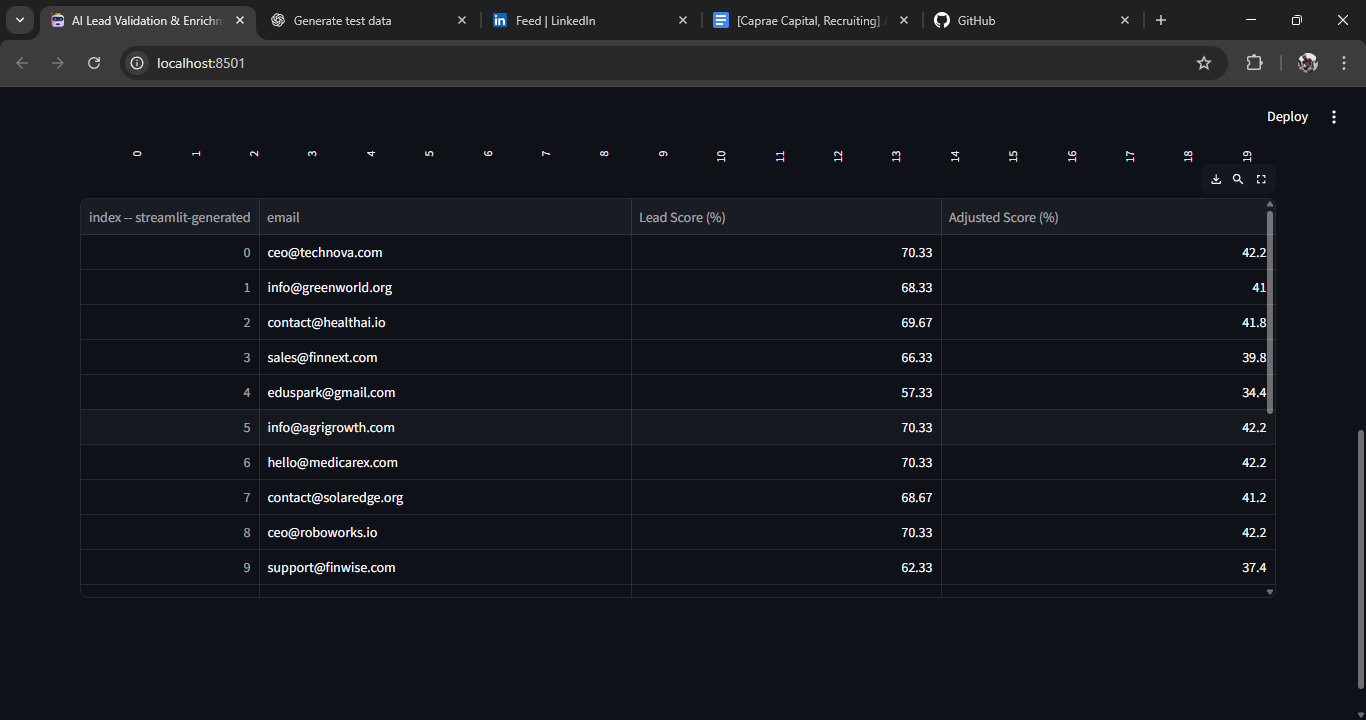 AI Lead Validation & Enrichm
Generate test data
Feed | LinkedIn
[Caprae Capital, Recruiting]
GitHub
localhost:8501
Deploy
0 1 2 3 4 5 6 7 8 9 10 11 12 13 14 15 16 17 18 19
index -- streamlit-generated email Lead Score (%) Adjusted Score (%)
0 ceo@technova.com 70.33 42.2
1 info@greenworld.org 68.33 41
2 contact@healthai.io 69.67 41.8
3 sales@finnext.com 66.33 39.8
4 eduspark@gmail.com 57.33 34.4
5 info@agrigrowth.com 70.33 42.2
6 hello@medicarex.com 70.33 42.2
7 contact@solaredge.org 68.67 41.2
8 ceo@roboworks.io 70.33 42.2
9 support@finwise.com 62.33 37.4